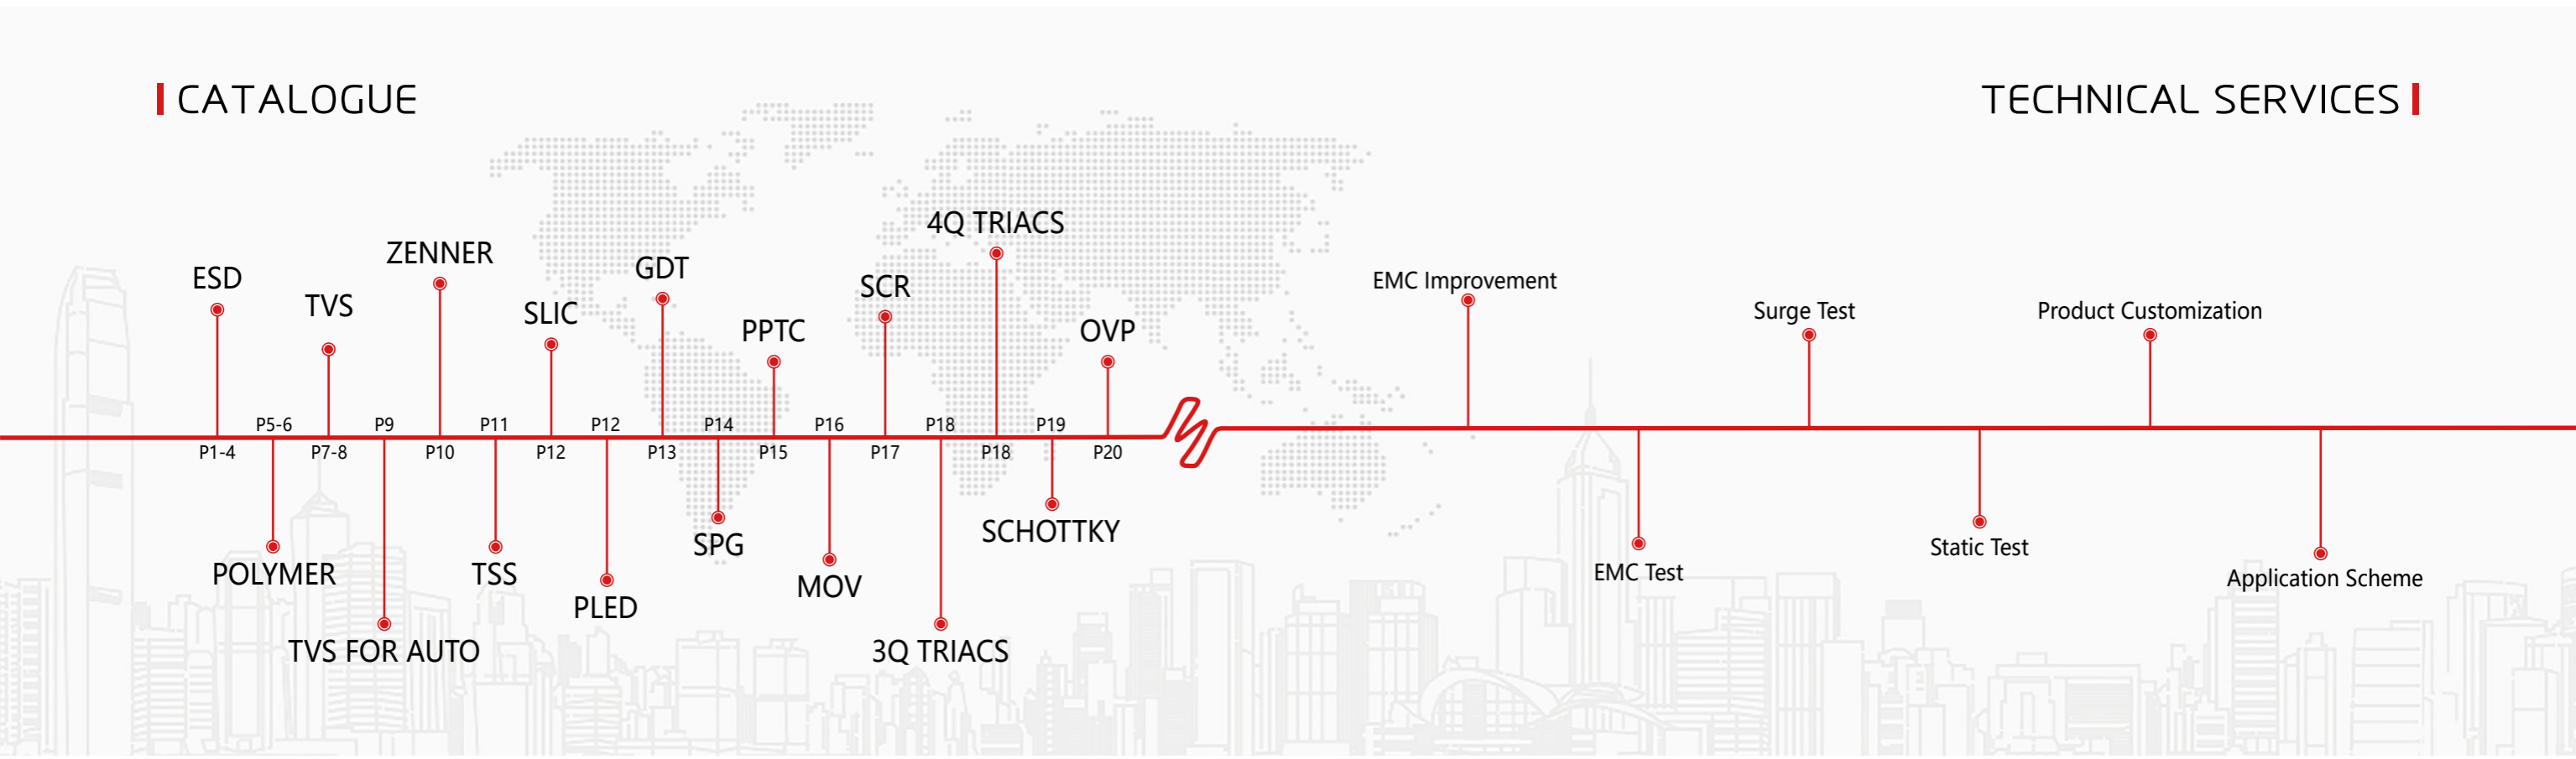 CATALOGUE
TECHNICAL SERVICES
ESD
P1-4
P5-6
POLYMER
TVS
P7-8
P9
TVS FOR AUTO
ZENNER
P10
P11
TSS
SLIC
P12
P12
PLED
GDT
P13
P14
SPG
PPTC
P15
P16
MOV
SCR
P17
P18
3Q TRIACS
4Q TRIACS
P18
P19
SCHOTTKY
OVP
P20
EMC Improvement
EMC Test
Surge Test
Static Test
Product Customization
Application Scheme